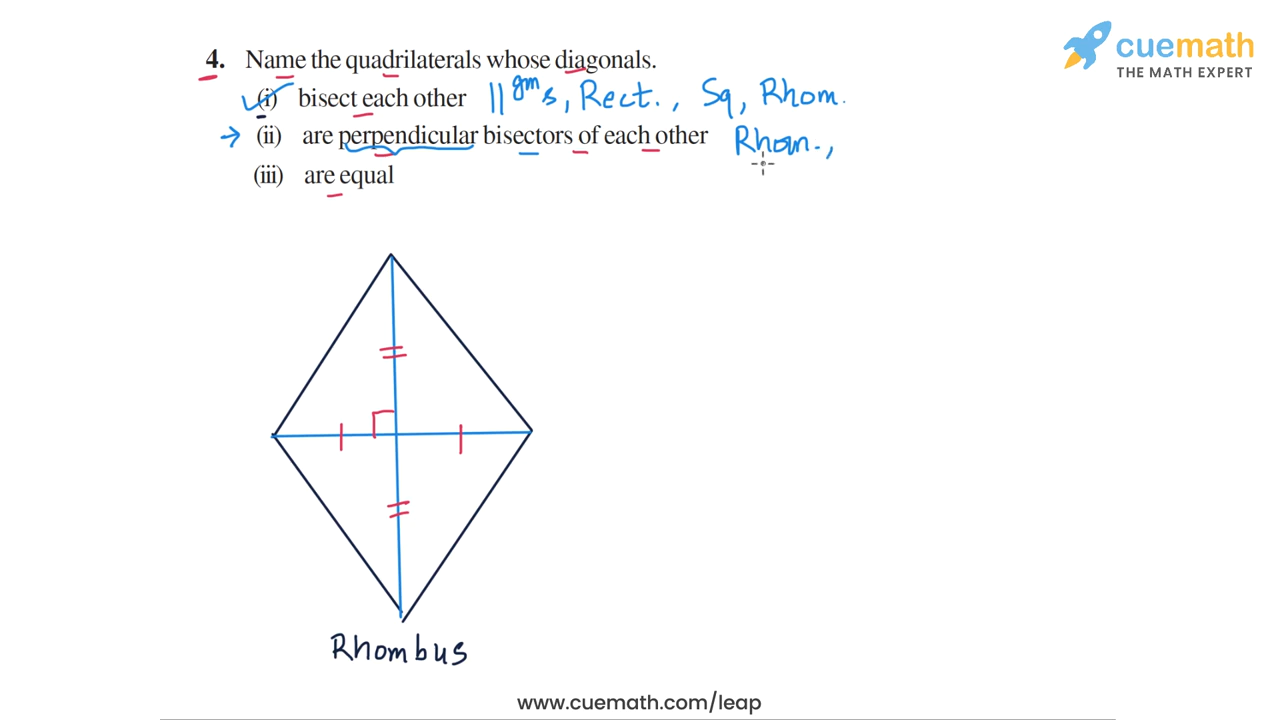 cuemath
THE MATH EXPERT
4. Name the quadrilaterals whose diagonals.
(i) bisect each other ||gms, Rect., Sq, Rhom.
(ii) are perpendicular bisectors of each other Rhom.,
(iii) are equal
Rhombus
www.cuemath.com/leap